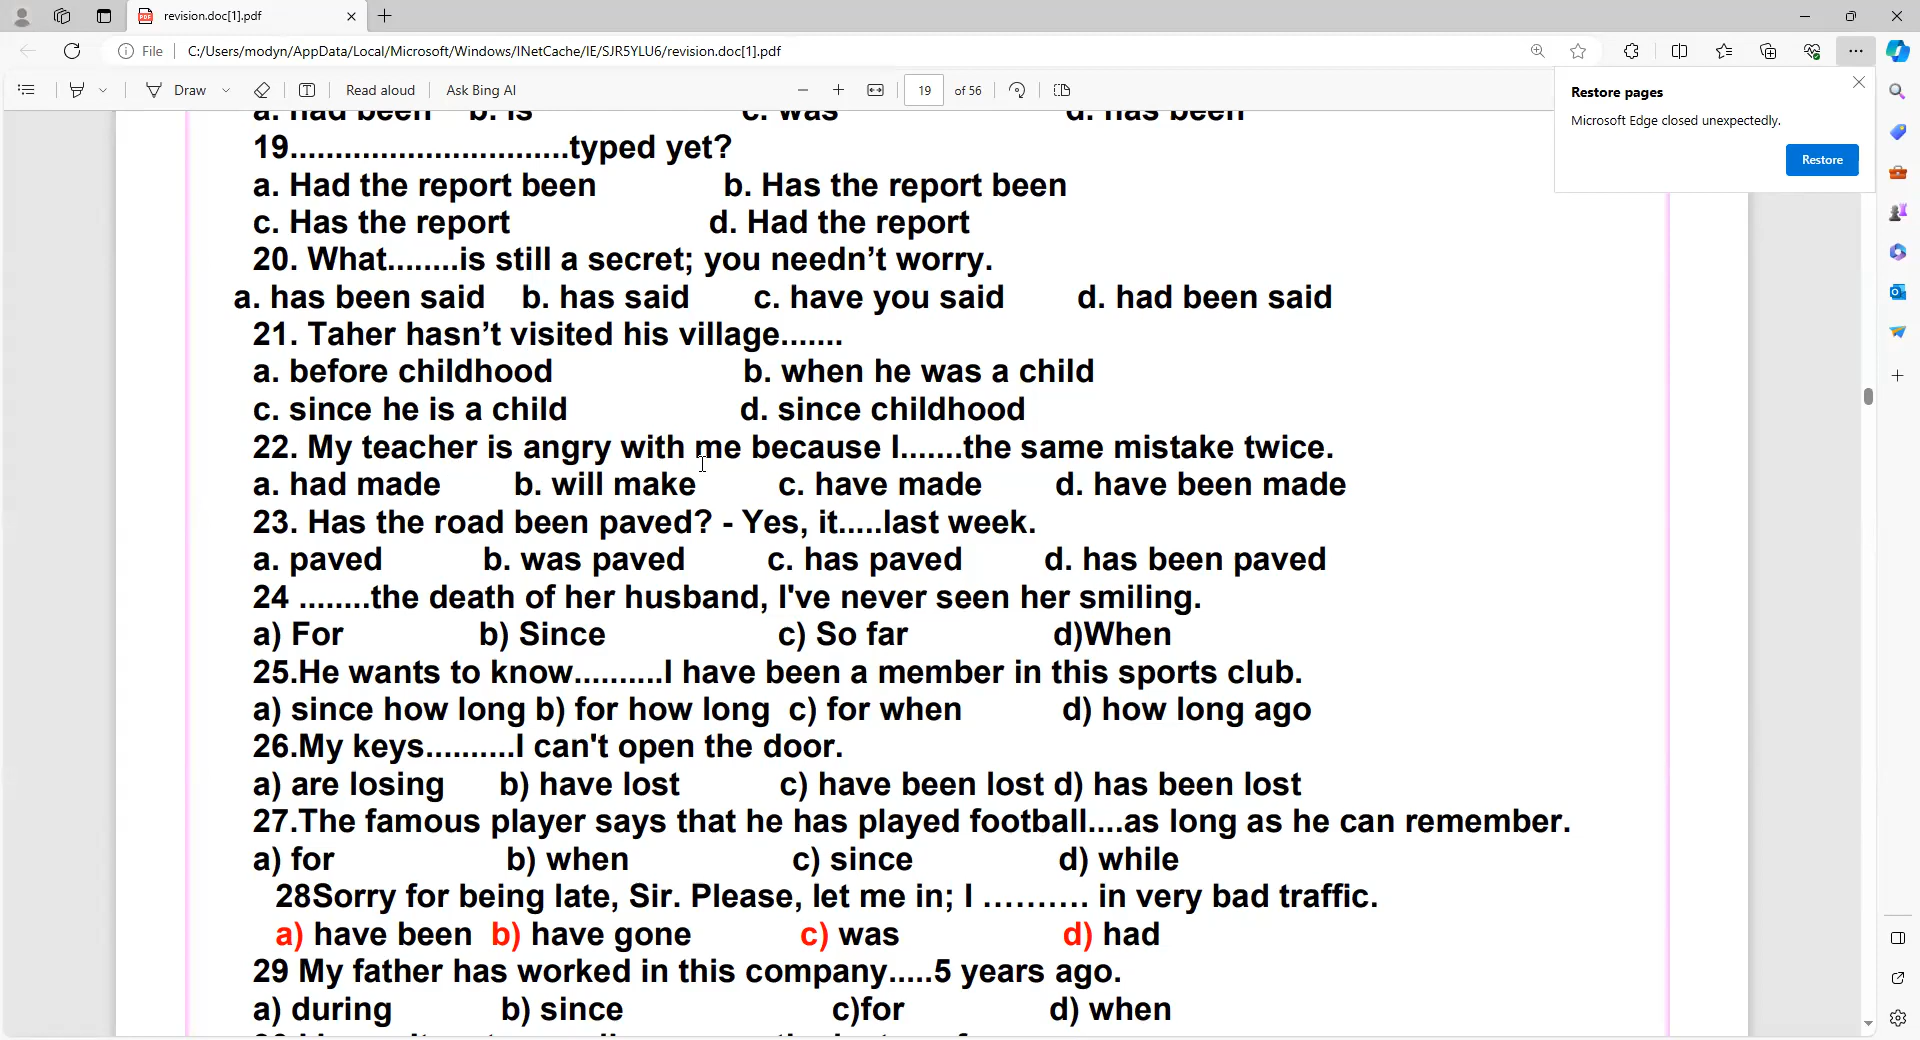 revision.doc[1].pdf
File
C:/Users/modyn/AppData/Local/Microsoft/Windows/INetCache/IE/SJR5YLU6/revision.doc[1].pdf
Draw
Read aloud
Ask Bing AI
19 of 56
Restore pages
Microsoft Edge closed unexpectedly.
Restore
a. had been b. is c. was d. has been
19...............................typed yet?
a. Had the report been b. Has the report been
c. Has the report d. Had the report
20. What........is still a secret; you needn’t worry.
a. has been said b. has said c. have you said d. had been said
21. Taher hasn’t visited his village.......
a. before childhood b. when he was a child
c. since he is a child d. since childhood
22. My teacher is angry with me because I.......the same mistake twice.
a. had made b. will make c. have made d. have been made
23. Has the road been paved? - Yes, it.....last week.
a. paved b. was paved c. has paved d. has been paved
24 ........the death of her husband, I've never seen her smiling.
a) For b) Since c) So far d)When
25.He wants to know..........I have been a member in this sports club.
a) since how long b) for how long c) for when d) how long ago
26.My keys..........I can't open the door.
a) are losing b) have lost c) have been lost d) has been lost
27.The famous player says that he has played football....as long as he can remember.
a) for b) when c) since d) while
28Sorry for being late, Sir. Please, let me in; I ………. in very bad traffic.
a) have been b) have gone c) was d) had
29 My father has worked in this company.....5 years ago.
a) during b) since c)for d) when